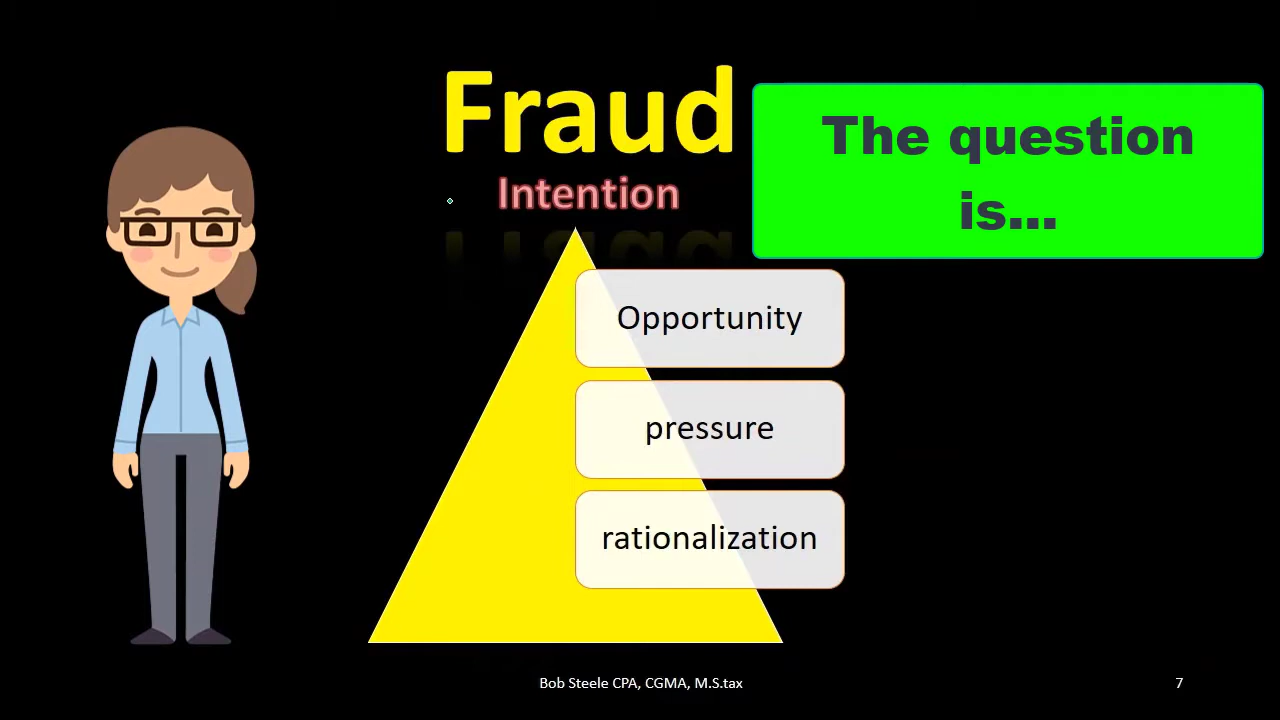 Fraud
Intention
The question
is...
Opportunity
pressure
rationalization
Bob Steele CPA, CGMA, M.S.tax
7